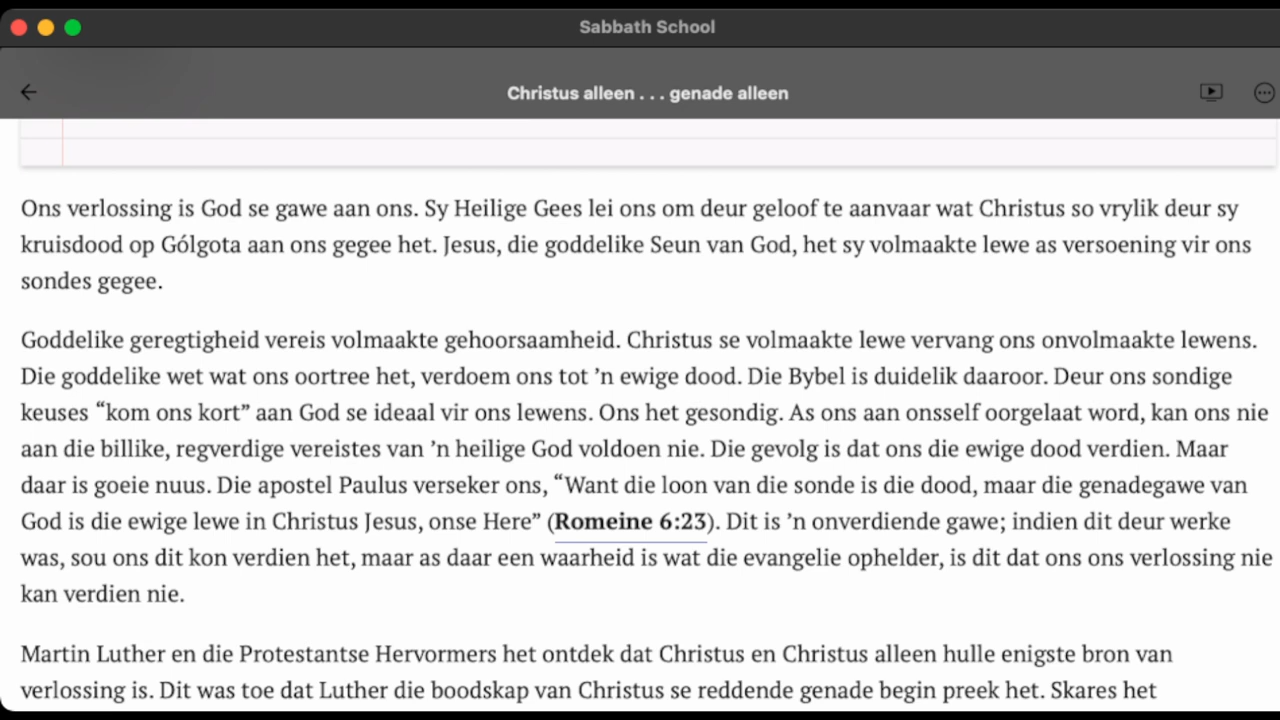 Sabbath School
Christus alleen . . . genade alleen
Ons verlossing is God se gawe aan ons. Sy Heilige Gees lei ons om deur geloof te aanvaar wat Christus so vrylik deur sy
kruisdood op Gólgota aan ons gegee het. Jesus, die goddelike Seun van God, het sy volmaakte lewe as versoening vir ons
sondes gegee.
Goddelike geregtigheid vereis volmaakte gehoorsaamheid. Christus se volmaakte lewe vervang ons onvolmaakte lewens.
Die goddelike wet wat ons oortree het, verdoem ons tot ’n ewige dood. Die Bybel is duidelik daaroor. Deur ons sondige
keuses “kom ons kort” aan God se ideaal vir ons lewens. Ons het gesondig. As ons aan onsself oorgelaat word, kan ons nie
aan die billike, regverdige vereistes van ’n heilige God voldoen nie. Die gevolg is dat ons die ewige dood verdien. Maar
daar is goeie nuus. Die apostel Paulus verseker ons, “Want die loon van die sonde is die dood, maar die genadegawe van
God is die ewige lewe in Christus Jesus, onse Here” (Romeine 6:23). Dit is ’n onverdiende gawe; indien dit deur werke
was, sou ons dit kon verdien het, maar as daar een waarheid is wat die evangelie ophelder, is dit dat ons ons verlossing nie
kan verdien nie.
Martin Luther en die Protestantse Hervormers het ontdek dat Christus en Christus alleen hulle enigste bron van
verlossing is. Dit was toe dat Luther die boodskap van Christus se reddende genade begin preek het. Skares het